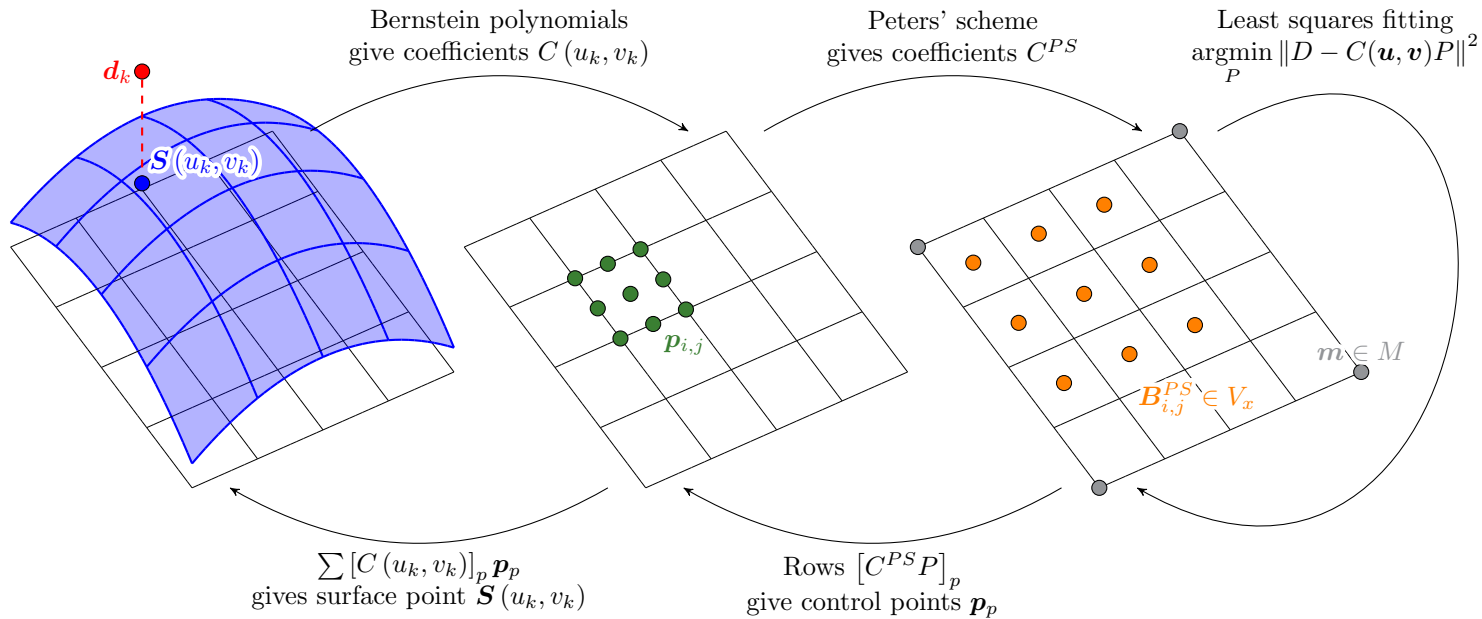 Bernstein polynomials
give coefficients C (u_k, v_k)
Peters’ scheme
gives coefficients C^{PS}
Least squares fitting
argmin_P ‖D − C(u, v)P‖²
d_k
S (u_k, v_k)
p_{i,j}
m ∈ M
B^{PS}_{i,j} ∈ V_x
∑ [C (u_k, v_k)]_p p_p
gives surface point S (u_k, v_k)
Rows [C^{PS} P]_p
give control points p_p